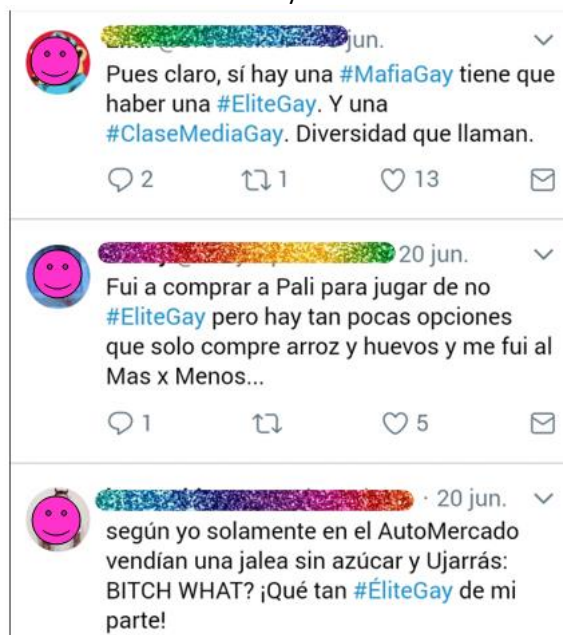 jun.
Pues claro, sí hay una #MafiaGay tiene que
haber una #EliteGay. Y una
#ClaseMediaGay. Diversidad que llaman.
2 1 13
20 jun.
Fui a comprar a Pali para jugar de no
#EliteGay pero hay tan pocas opciones
que solo compre arroz y huevos y me fui al
Mas x Menos...
1 5
· 20 jun.
según yo solamente en el AutoMercado
vendían una jalea sin azúcar y Ujarrás:
BITCH WHAT? ¡Qué tan #ÉliteGay de mi
parte!